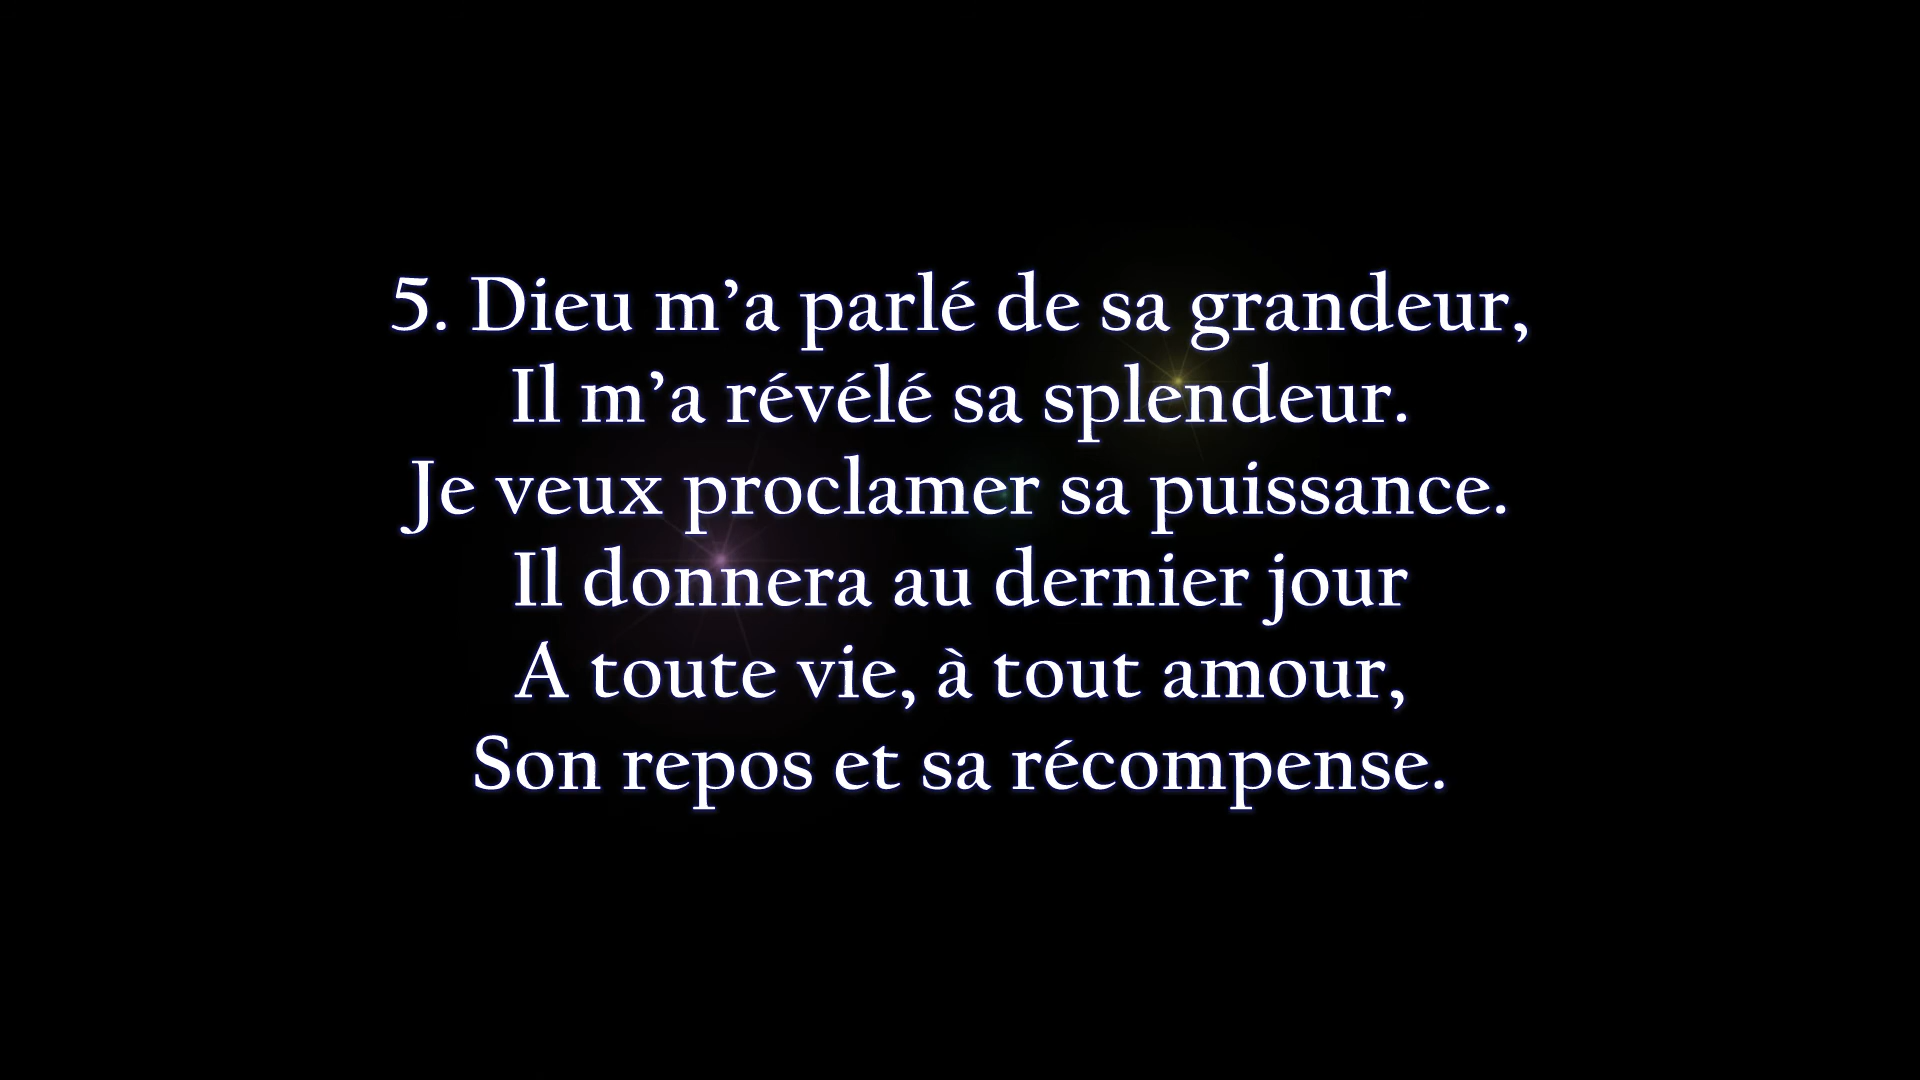 5. Dieu m’a parlé de sa grandeur,
Il m’a révélé sa splendeur.
Je veux proclamer sa puissance.
Il donnera au dernier jour
A toute vie, à tout amour,
Son repos et sa récompense.